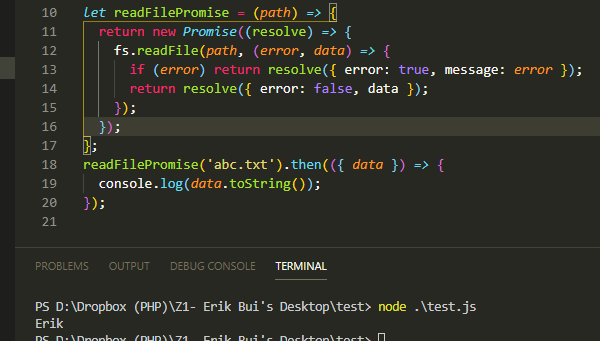 10 let readFilePromise = (path) => {
11 return new Promise((resolve) => {
12 fs.readFile(path, (error, data) => {
13 if (error) return resolve({ error: true, message: error });
14 return resolve({ error: false, data });
15 });
16 });
17 };
18 readFilePromise('abc.txt').then(({ data }) => {
19 console.log(data.toString());
20 });
21
PROBLEMS OUTPUT DEBUG CONSOLE TERMINAL
PS D:\Dropbox (PHP)\Z1- Erik Bui's Desktop\test> node .\test.js
Erik
PS D:\Dropbox (PHP)\Z1- Erik Bui's Desktop\test>